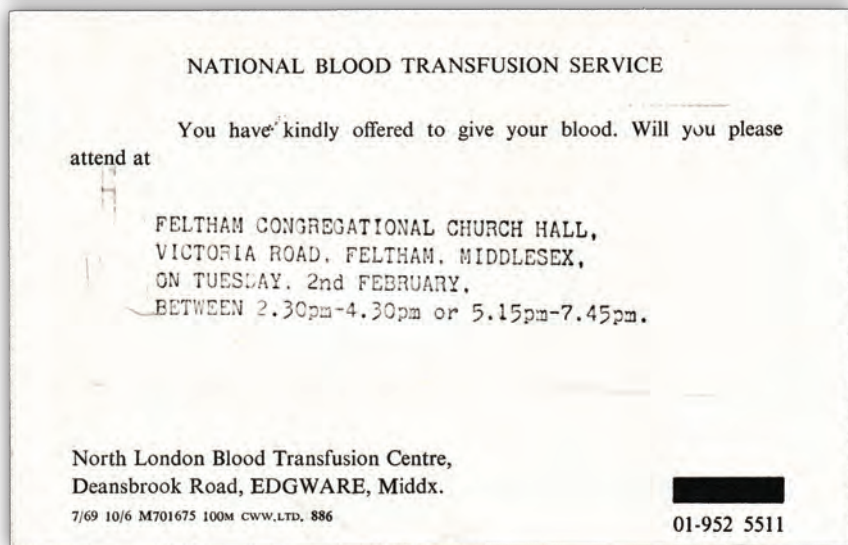 NATIONAL BLOOD TRANSFUSION SERVICE
You have kindly offered to give your blood. Will you please
attend at
FELTHAM CONGREGATIONAL CHURCH HALL,
VICTORIA ROAD, FELTHAM, MIDDLESEX,
ON TUESDAY, 2nd FEBRUARY,
BETWEEN 2.30pm-4.30pm or 5.15pm-7.45pm.
North London Blood Transfusion Centre,
Deansbrook Road, EDGWARE, Middx.
7/69 10/6 M701675 100M CWW.LTD. 886
01-952 5511